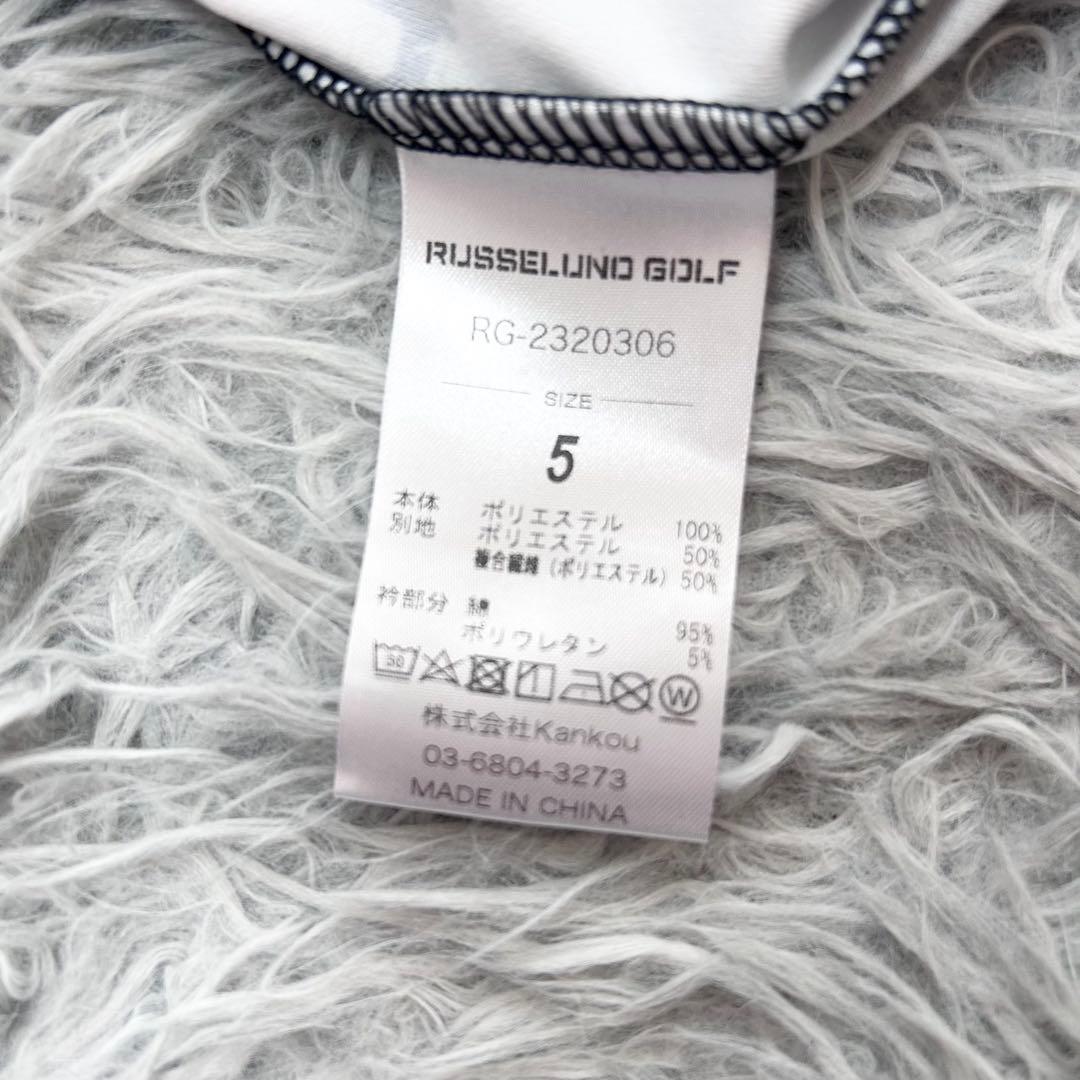 RUSSELUNO GOLF
RG-2320306
SIZE
5
本体 ポリエステル 100%
別地 ポリエステル 50%
複合繊維(ポリエステル) 50%
衿部分 綿 95%
ポリウレタン 5%
W
株式会社Kankou
03-6804-3273
MADE IN CHINA